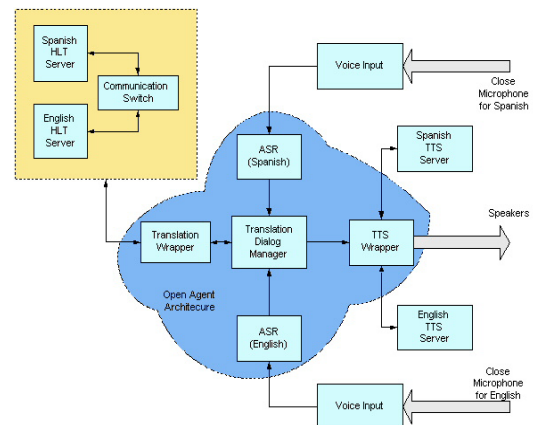 Spanish
HLT
Server
Communication
Switch
English
HLT
Server
Voice Input
Close
Microphone
for Spanish
ASR
(Spanish)
Spanish
TTS
Server
Translation
Wrapper
Translation
Dialog
Manager
TTS
Wrapper
Speakers
Open Agent
Architecure
ASR
(English)
English
TTS
Server
Voice Input
Close
Microphone
for English